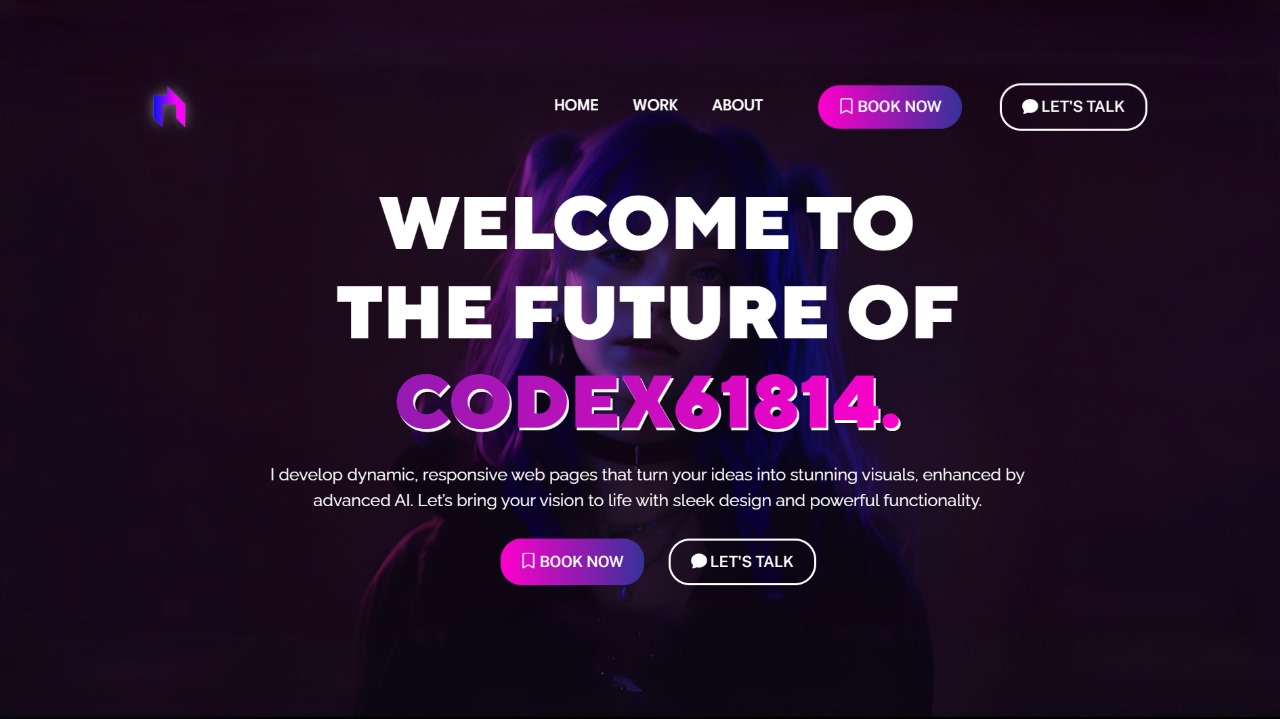 HOME WORK ABOUT BOOK NOW LET'S TALK
WELCOME TO
THE FUTURE OF
CODEX61814.
I develop dynamic, responsive web pages that turn your ideas into stunning visuals, enhanced by
advanced AI. Let's bring your vision to life with sleek design and powerful functionality.
BOOK NOW LET'S TALK